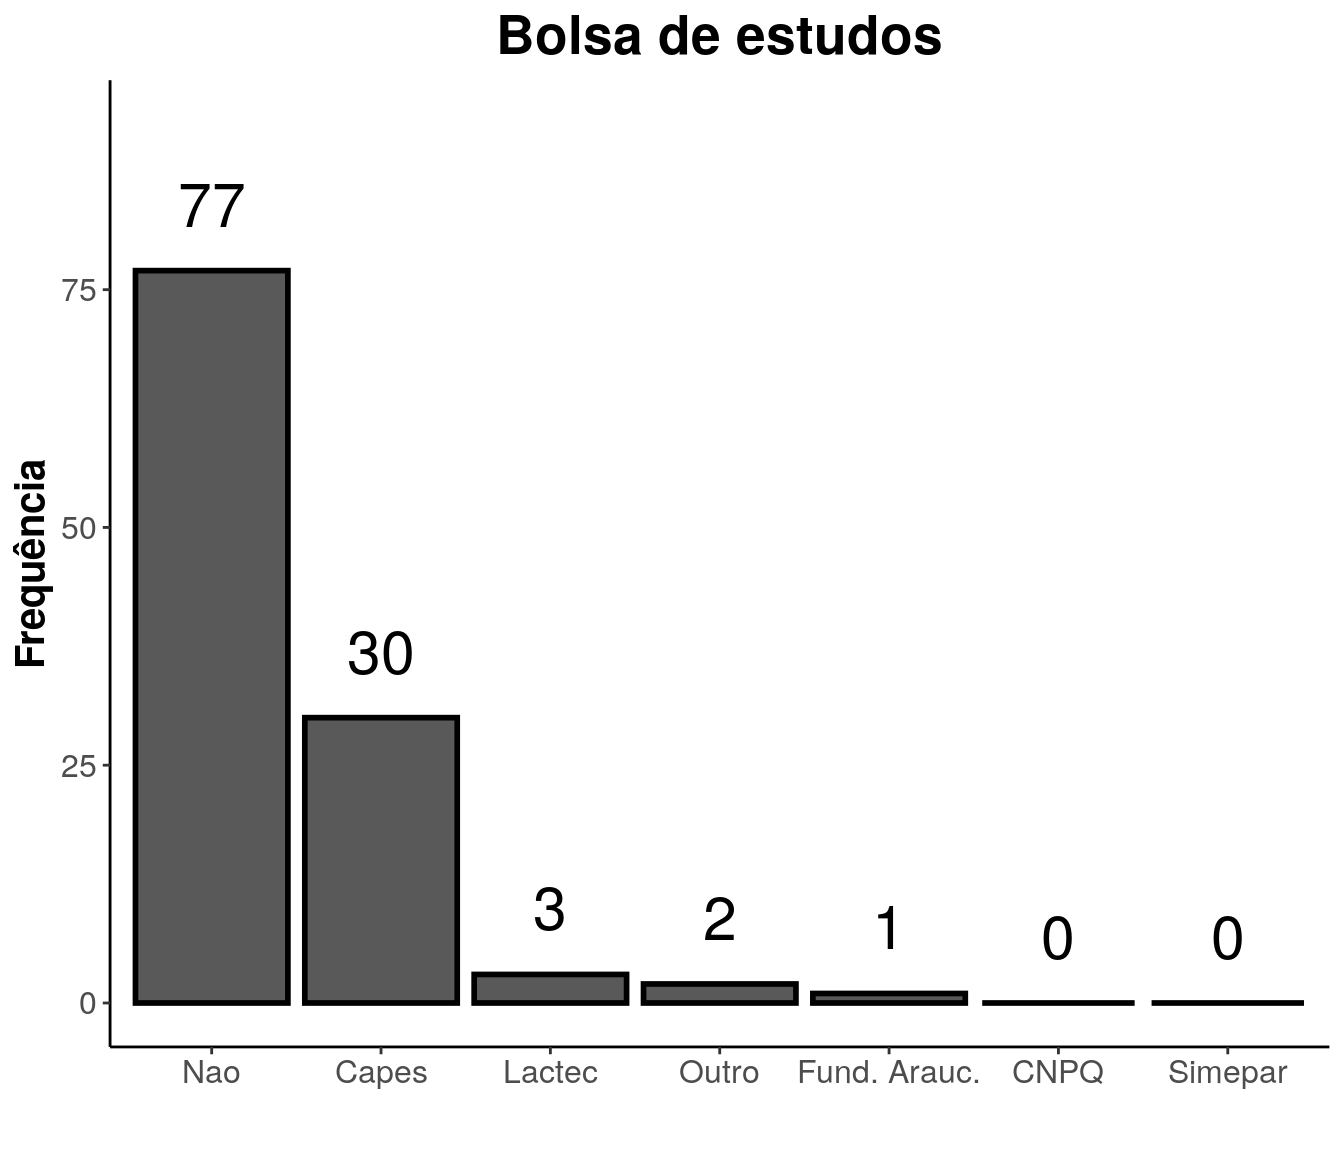 Bolsa de estudos
Frequência
75
50
25
0
77
30
3
2
1
0
0
Nao
Capes
Lactec
Outro
Fund. Arauc.
CNPQ
Simepar